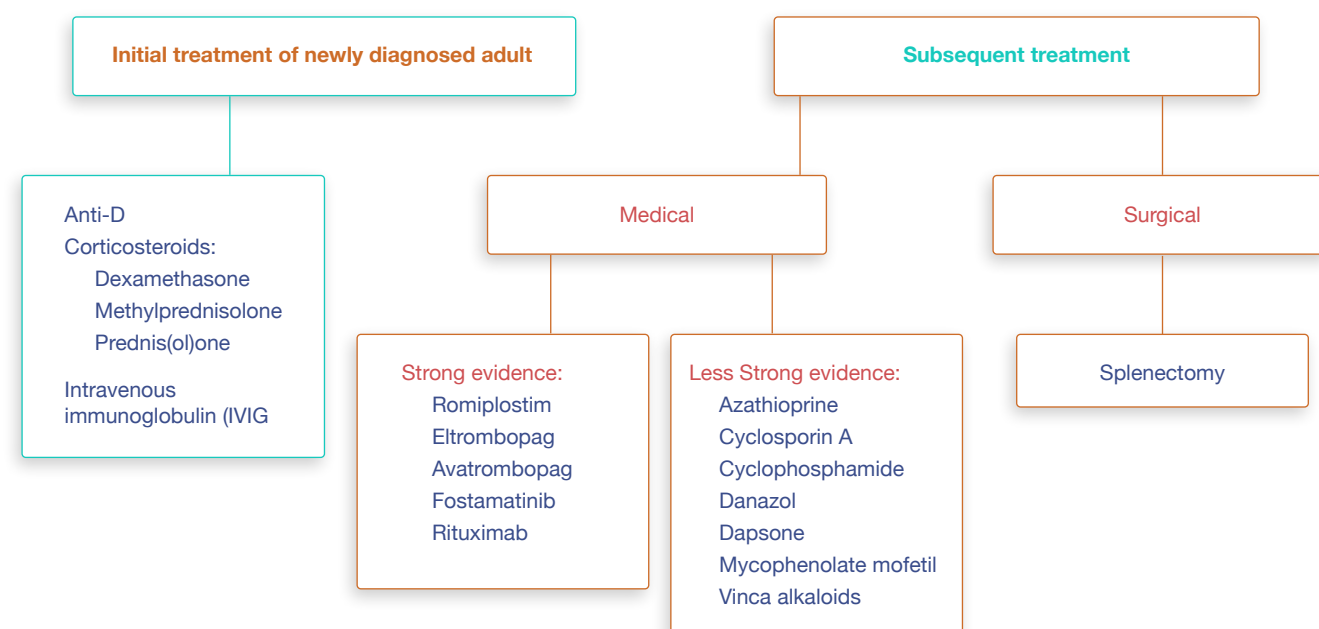 Initial treatment of newly diagnosed adult
Subsequent treatment
Anti-D
Corticosteroids:
Dexamethasone
Methylprednisolone
Prednis(ol)one
Intravenous
immunoglobulin (IVIG
Medical
Surgical
Strong evidence:
Romiplostim
Eltrombopag
Avatrombopag
Fostamatinib
Rituximab
Less Strong evidence:
Azathioprine
Cyclosporin A
Cyclophosphamide
Danazol
Dapsone
Mycophenolate mofetil
Vinca alkaloids
Splenectomy